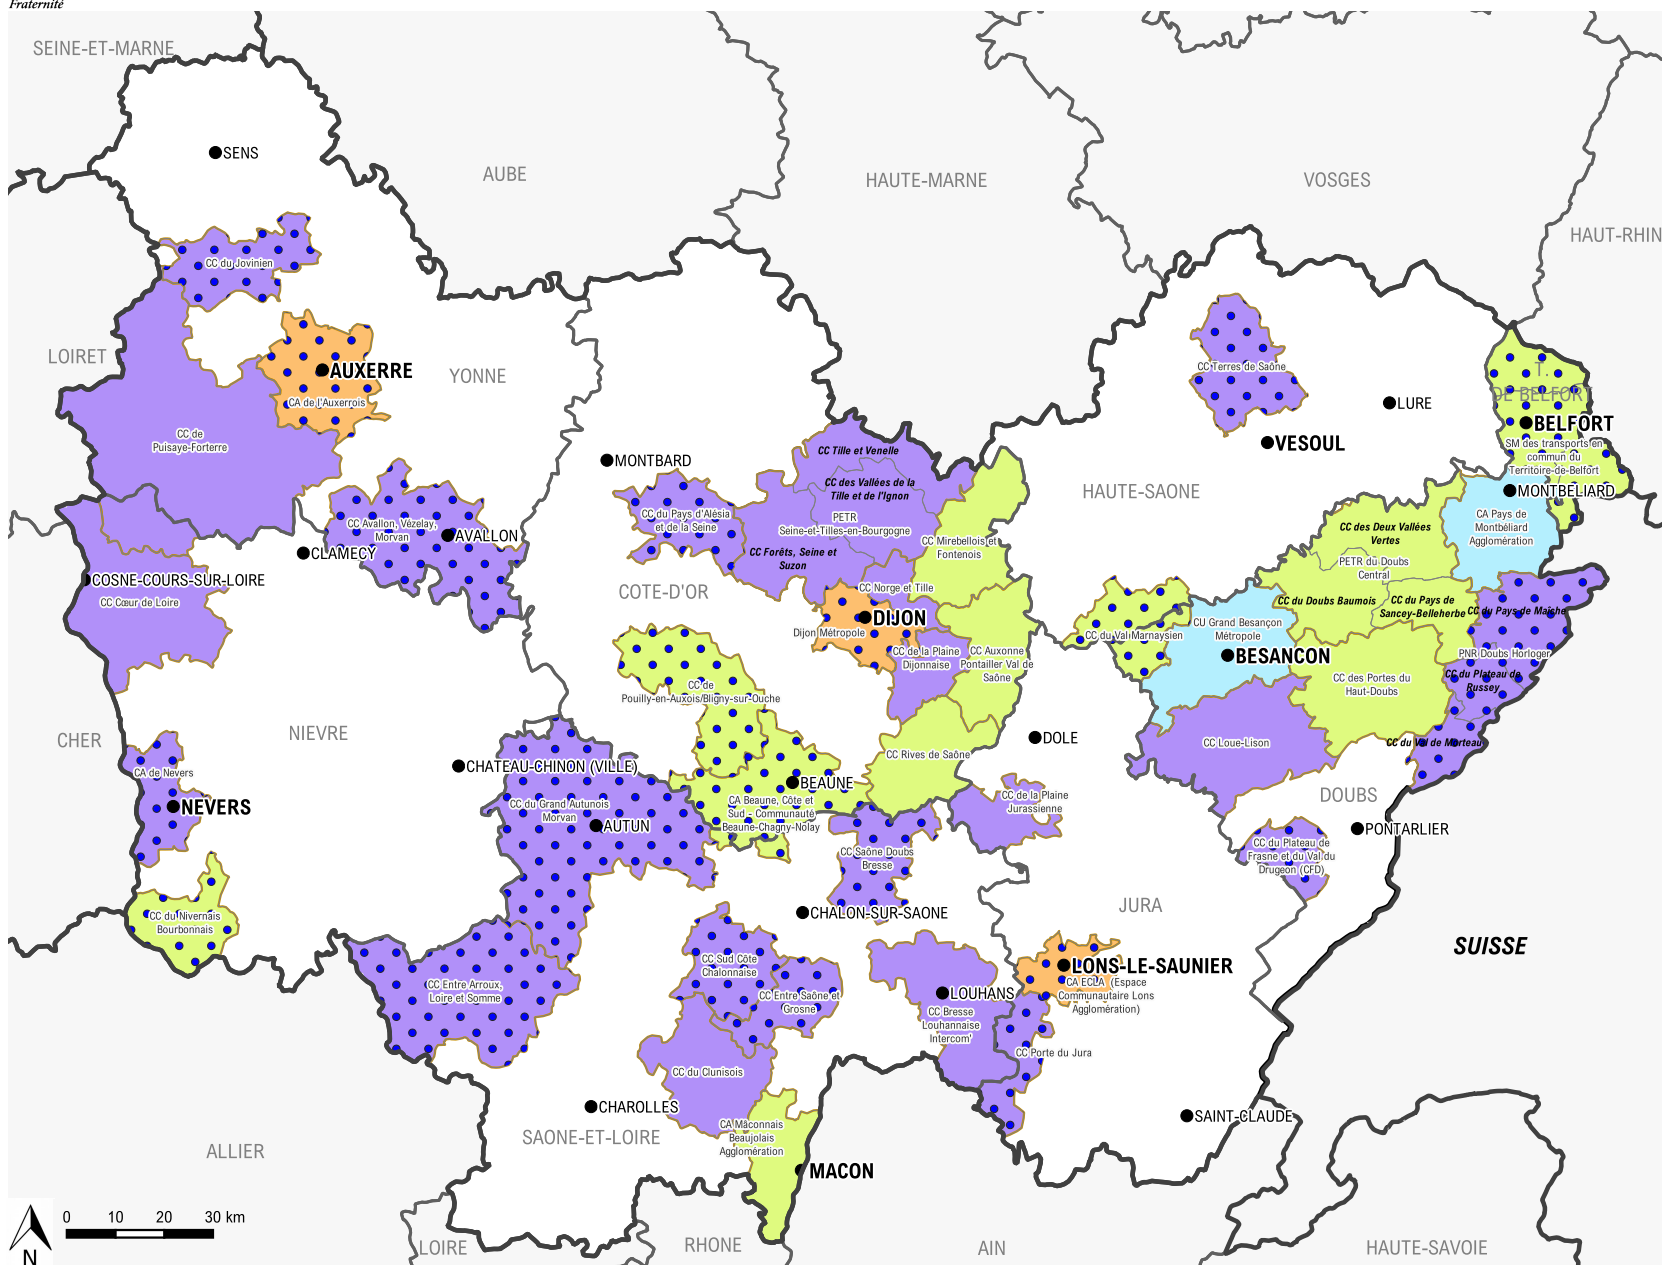 Fraternité
SEINE-ET-MARNE
SENS
AUBE
HAUTE-MARNE
VOSGES
HAUT-RHIN
CC du Jovinien
LOIRET
AUXERRE
CA de l'Auxerrois
YONNE
CC de
Puisaye-Forterre
CC Terres de Saône
LURE
VESOUL
T.
DE BELFORT
BELFORT
SM des transports en
commun du
Territoire-de-Belfort
MONTBELIARD
CA Pays de
Montbéliard
Agglomération
MONTBARD
CC Tille et Venelle
CC des Vallées de la
Tille et de l'Ignon
PETR
Seine-et-Tilles-en-Bourgogne
CC Forêts, Seine et
Suzon
CC du Pays d'Alésia
et de la Seine
HAUTE-SAONE
CC Mirebellois et
Fontenois
CC Avallon, Vézelay,
Morvan
AVALLON
CLAMECY
COSNE-COURS-SUR-LOIRE
CC Cœur de Loire
COTE-D'OR
CC Norge et Tille
DIJON
Dijon Métropole
CC de la Plaine
Dijonnaise
CC Auxonne
Pontailler Val de
Saône
CC des Deux Vallées
Vertes
PETR du Doubs
Central
CC du Doubs Baumois
CC du Pays de
Sancey-Belleherbe
CC du Pays de Maîche
PNR Doubs Horloger
CC du Plateau de
Russey
CC du Val de Morteau
CC du Val Marnaysien
CU Grand Besançon
Métropole
BESANCON
CC des Portes du
Haut-Doubs
CC de
Pouilly-en-Auxois/Bligny-sur-Ouche
CHER
NIEVRE
CC Rives de Saône
DOLE
CC Loue-Lison
DOUBS
CA de Nevers
NEVERS
CHATEAU-CHINON (VILLE)
CC du Grand Autunois
Morvan
AUTUN
BEAUNE
CA Beaune, Côte et
Sud - Communauté
Beaune-Chagny-Nolay
CC de la Plaine
Jurassienne
PONTARLIER
CC du Plateau de
Frasne et du Val du
Drugeon (CFD)
CC Saône Doubs
Bresse
CC du Nivernais
Bourbonnais
CHALON-SUR-SAONE
JURA
SUISSE
CC Sud Côte
Chalonnaise
CC Entre Arroux,
Loire et Somme
CC Entre Saône et
Grosne
LONS-LE-SAUNIER
CA ECLA (Espace
Communautaire Lons
Agglomération)
LOUHANS
CC Bresse
Louhannaise
Intercom'
CC Porte du Jura
CC du Clunisois
CHAROLLES
SAONE-ET-LOIRE
CA Mâconnais
Beaujolais
Agglomération
SAINT-CLAUDE
ALLIER
MACON
0 10 20 30 km
N
LOIRE
RHONE
AIN
HAUTE-SAVOIE